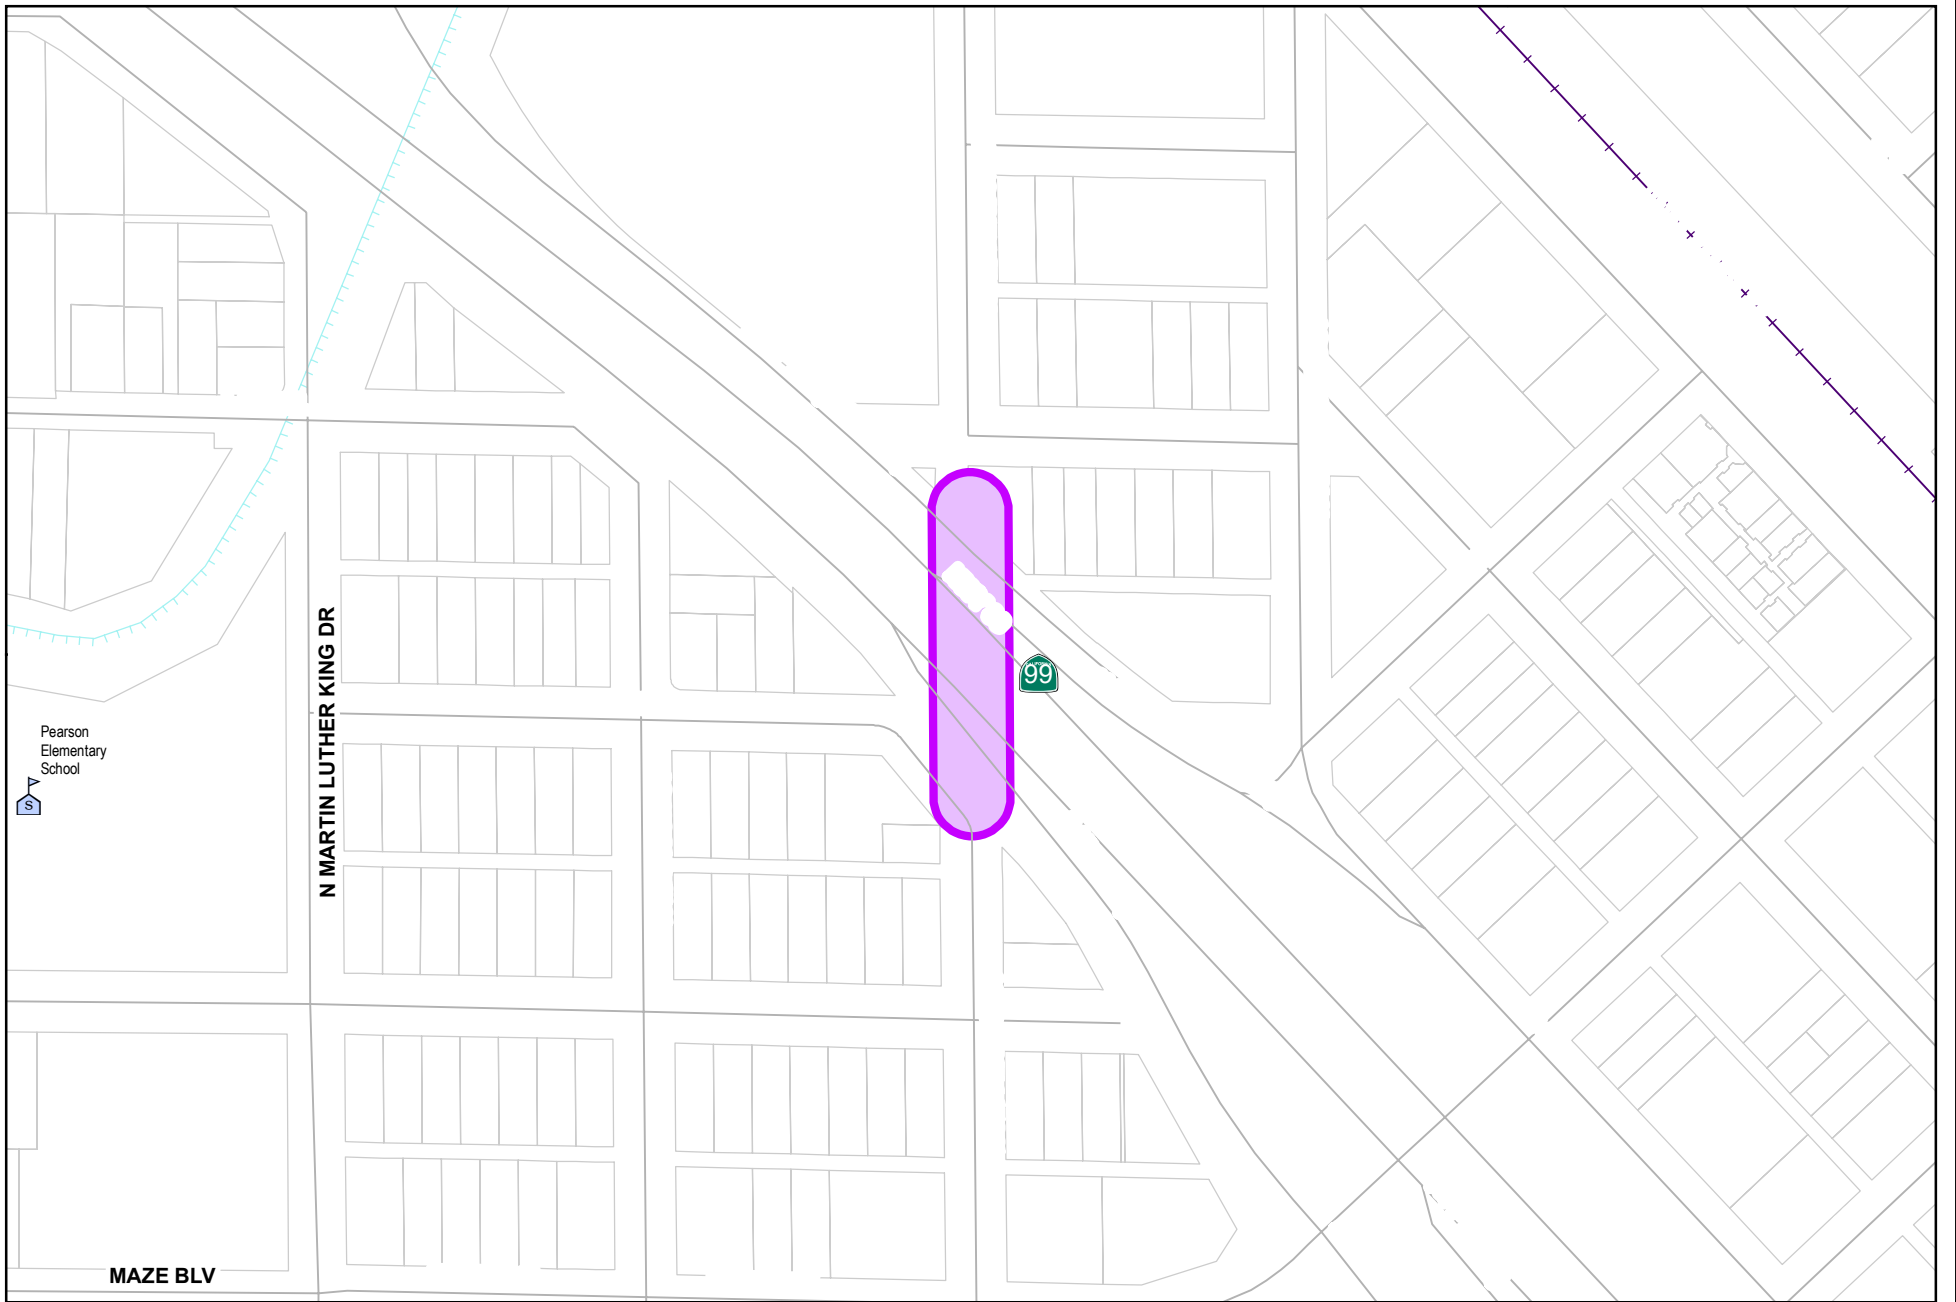 99
N MARTIN LUTHER KING DR
Pearson
Elementary
School
S
MAZE BLV